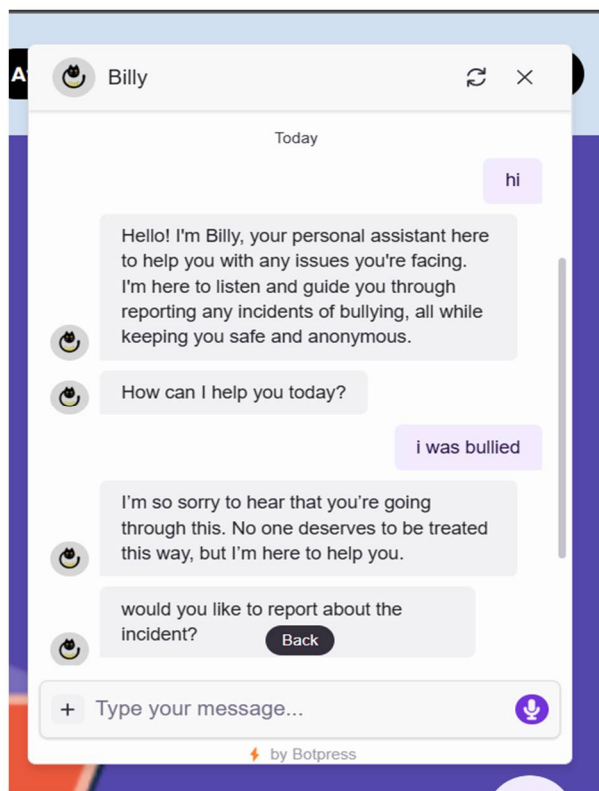 A
Billy
Today
hi
Hello! I'm Billy, your personal assistant here
to help you with any issues you're facing.
I'm here to listen and guide you through
reporting any incidents of bullying, all while
keeping you safe and anonymous.
How can I help you today?
i was bullied
I’m so sorry to hear that you’re going
through this. No one deserves to be treated
this way, but I’m here to help you.
would you like to report about the
incident?
Back
Type your message...
by Botpress